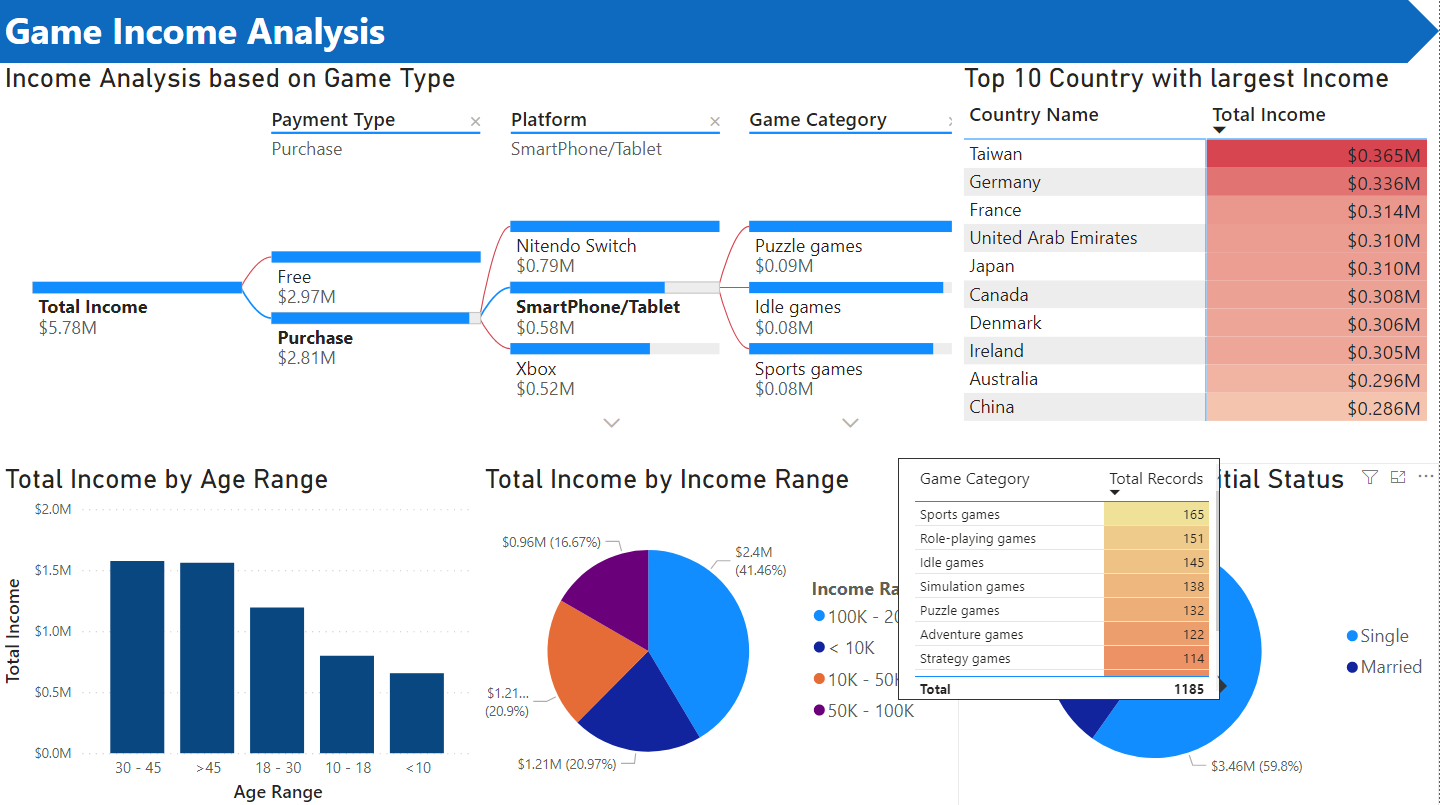 Game Income Analysis
Income Analysis based on Game Type
Payment Type
Purchase
Platform
SmartPhone/Tablet
Game Category
Total Income
$5.78M
Free
$2.97M
Purchase
$2.81M
Nitendo Switch
$0.79M
SmartPhone/Tablet
$0.58M
Xbox
$0.52M
Puzzle games
$0.09M
Idle games
$0.08M
Sports games
$0.08M
Top 10 Country with largest Income
Country Name Total Income
Taiwan $0.365M
Germany $0.336M
France $0.314M
United Arab Emirates $0.310M
Japan $0.310M
Canada $0.308M
Denmark $0.306M
Ireland $0.305M
Australia $0.296M
China $0.286M
Total Income by Age Range
Total Income
$2.0M
$1.5M
$1.0M
$0.5M
$0.0M
30 - 45 >45 18 - 30 10 - 18 <10
Age Range
Total Income by Income Range
$0.96M (16.67%)
$2.4M
(41.46%)
$1.21...
(20.9%)
$1.21M (20.97%)
Income Ra
100K - 20
< 10K
10K - 50K
50K - 100K
Game Category Total Records
Sports games 165
Role-playing games 151
Idle games 145
Simulation games 138
Puzzle games 132
Adventure games 122
Strategy games 114
Total 1185
itial Status
Single
Married
$3.46M (59.8%)